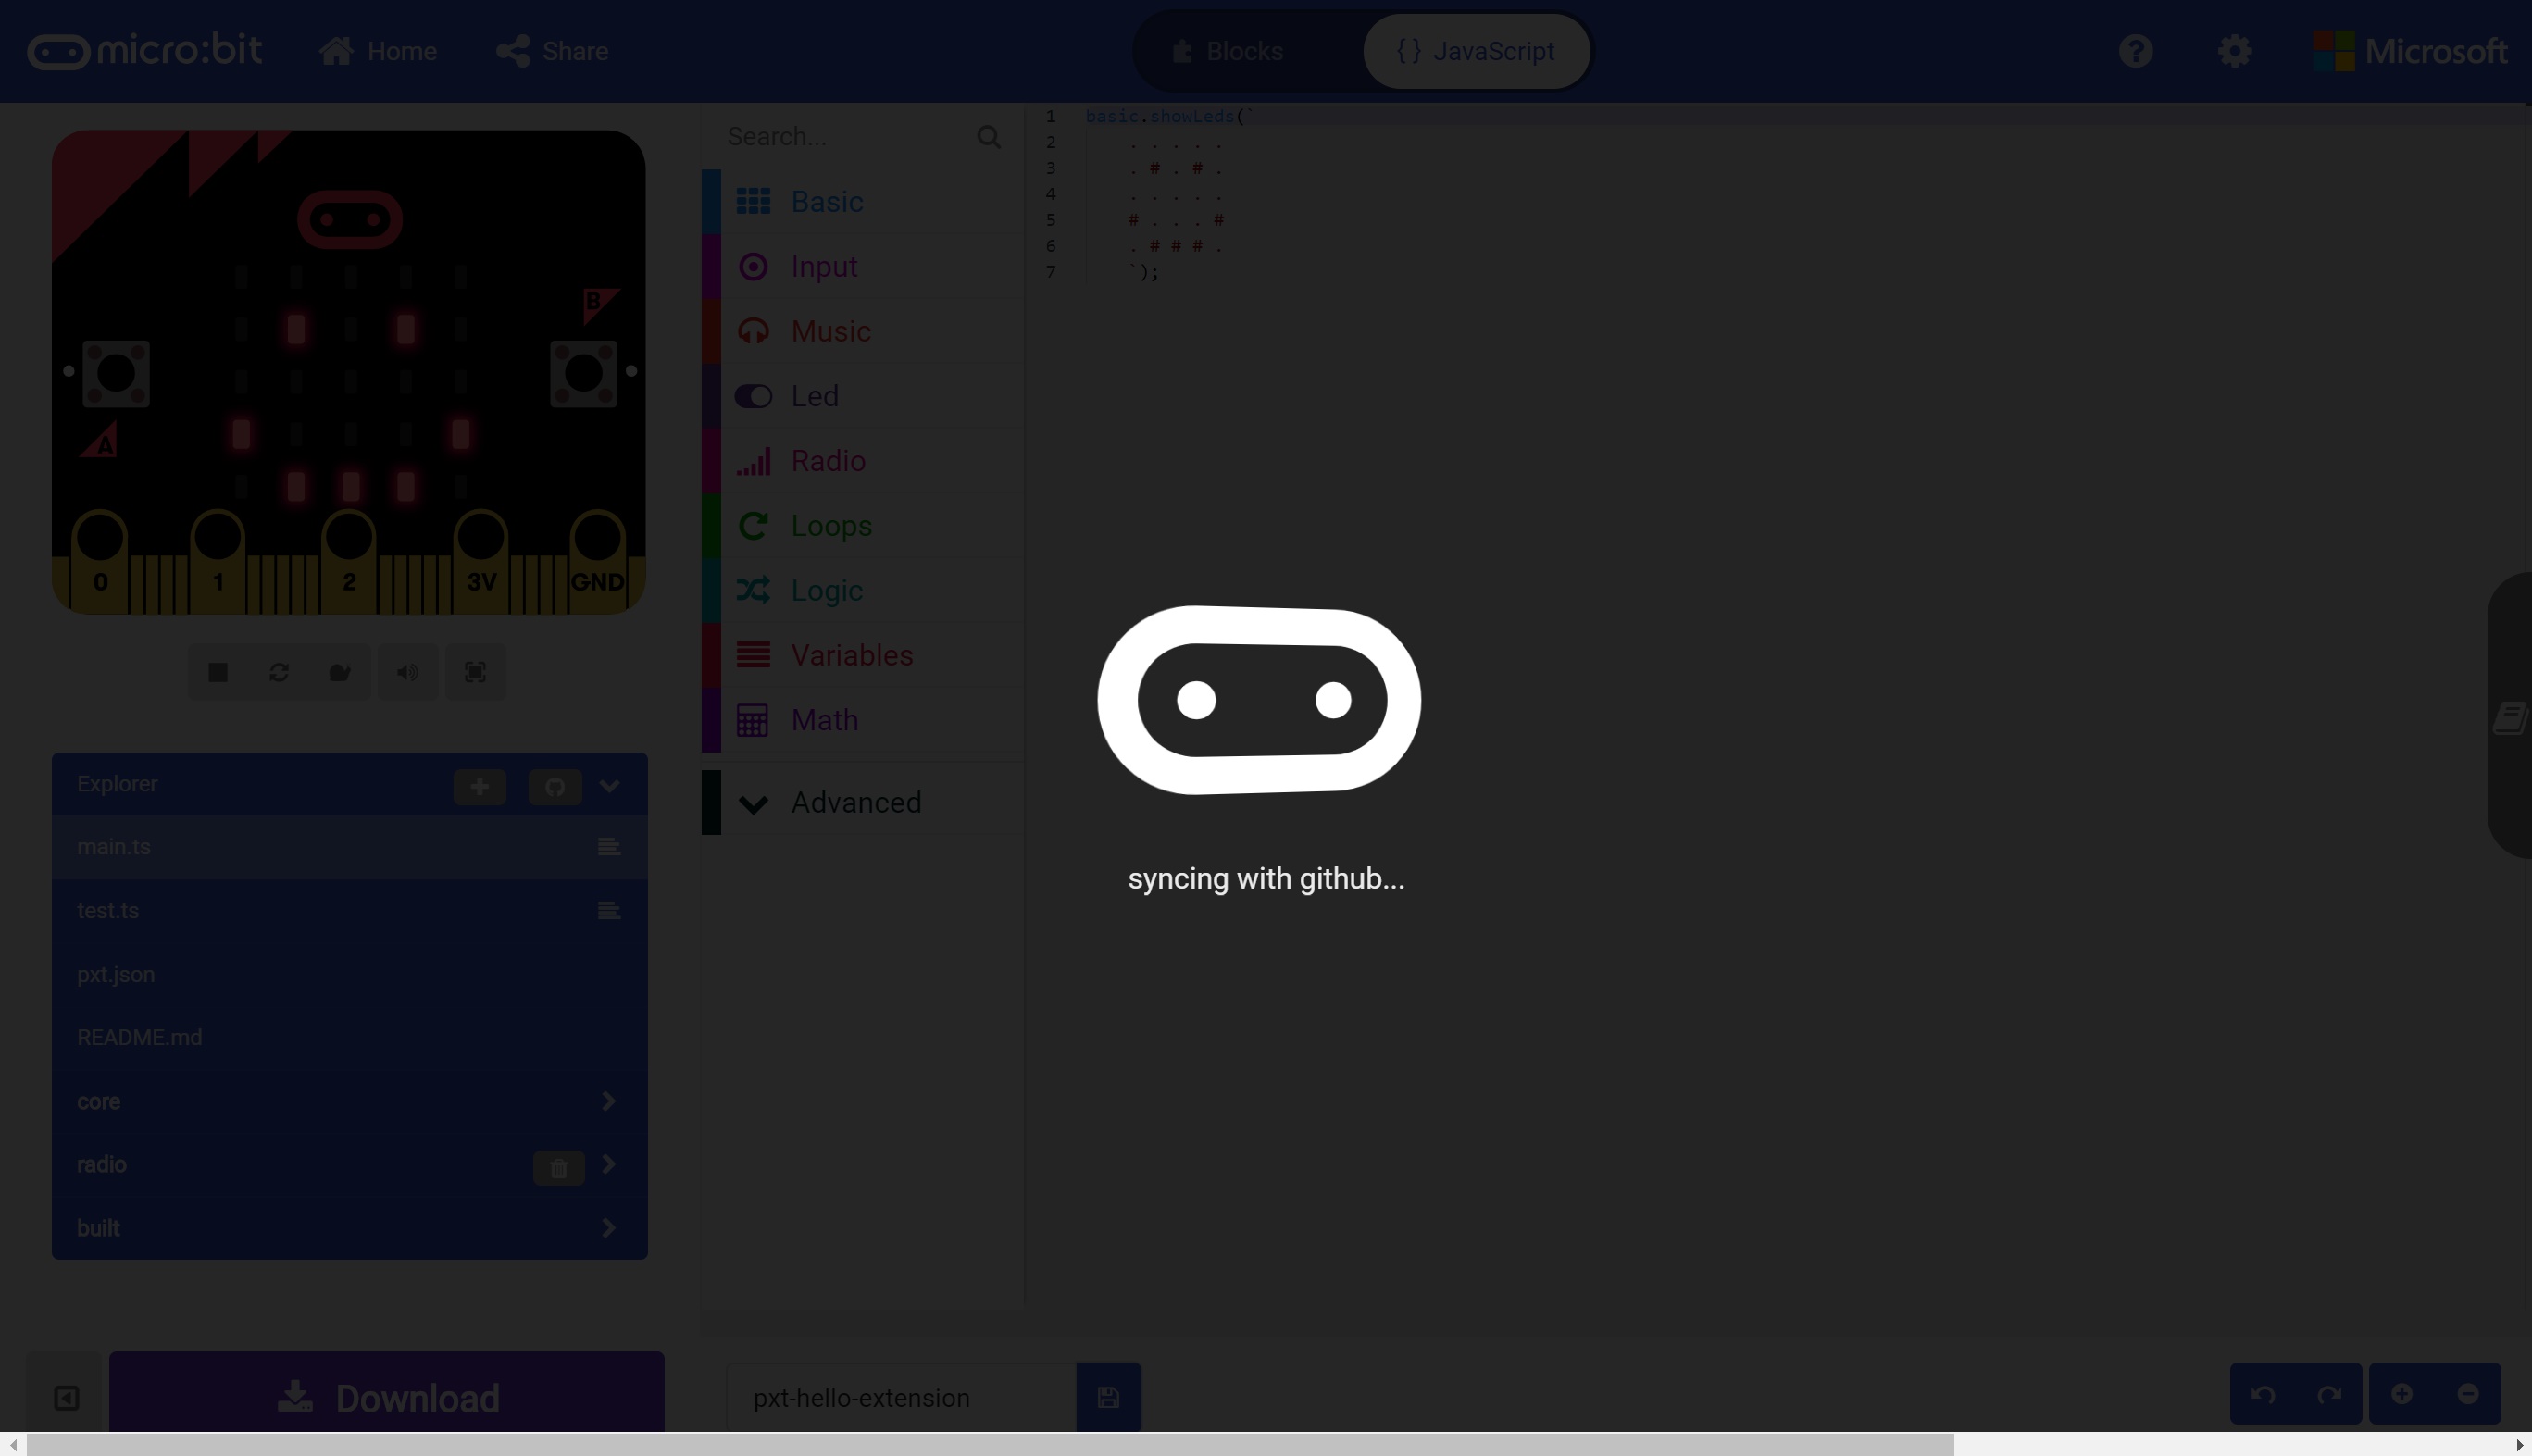 micro:bit
Home
Share
Blocks
{} JavaScript
Microsoft
B
A
0 1 2 3V GND
Explorer
main.ts
test.ts
pxt.json
README.md
core
radio
built
Download
Search...
Basic
Input
Music
Led
Radio
Loops
Logic
Variables
Math
Advanced
1 basic.showLeds(`
2 . . . . .
3 . # . # .
4 . . . . .
5 # . . . #
6 . # # # .
7 `);
syncing with github...
pxt-hello-extension